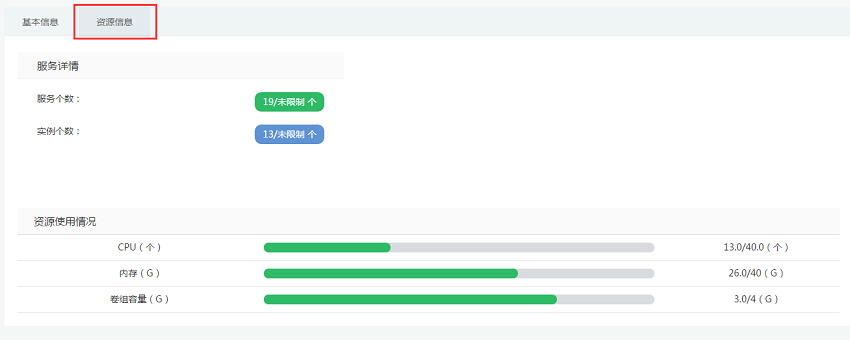 基本信息 资源信息
服务详情
服务个数： 19/未限制 个
实例个数： 13/未限制 个
资源使用情况
CPU（个） 13.0/40.0（个）
内存（G） 26.0/40（G）
卷组容量（G） 3.0/4（G）